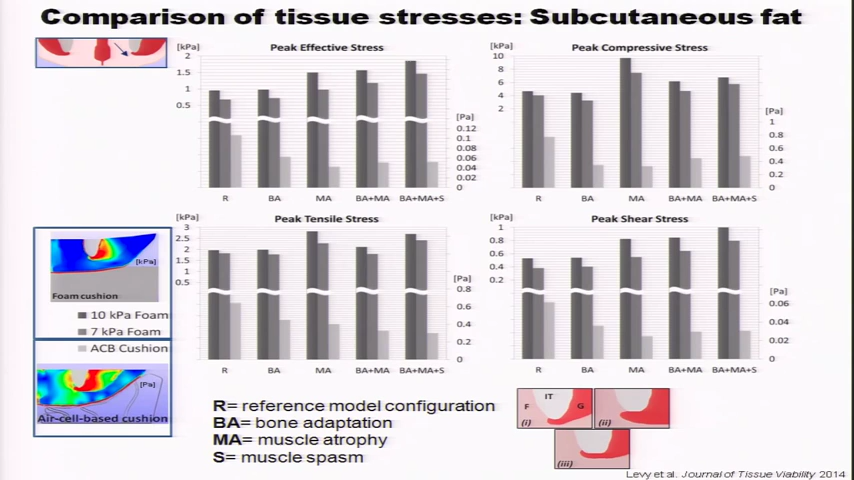 Comparison of tissue stresses: Subcutaneous fat
[kPa]
Peak Effective Stress
2
1.5
1
0.5
[Pa]
0.12
0.1
0.08
0.06
0.04
0.02
0
R
BA
MA
BA+MA
BA+MA+S
[kPa]
Peak Compressive Stress
10
8
6
4
2
[Pa]
1
0.8
0.6
0.4
0.2
0
R
BA
MA
BA+MA
BA+MA+S
[kPa]
Peak Tensile Stress
3
2.5
2
1.5
1
0.5
[Pa]
0.8
0.6
0.4
0.2
0
R
BA
MA
BA+MA
BA+MA+S
[kPa]
Peak Shear Stress
1
0.8
0.6
0.4
0.2
[Pa]
0.06
0.04
0.02
0
R
BA
MA
BA+MA
BA+MA+S
[kPa]
Foam cushion
10 kPa Foam
7 kPa Foam
ACB Cushion
[Pa]
Air-cell-based cushion
R= reference model configuration
BA= bone adaptation
MA= muscle atrophy
S= muscle spasm
IT
F
G
(i)
(ii)
(iii)
Levy et al. Journal of Tissue Viability 2014